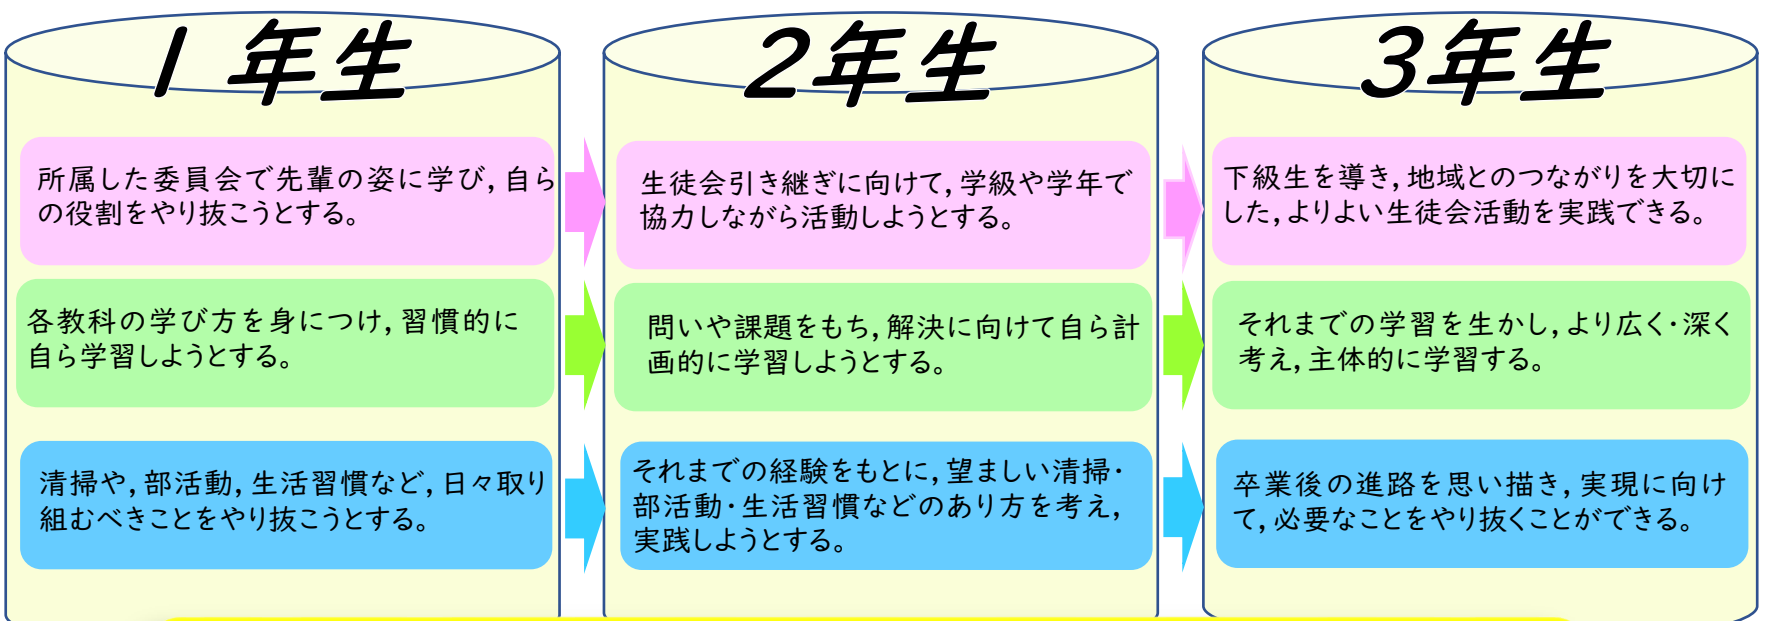 1年生
所属した委員会で先輩の姿に学び,自ら
の役割をやり抜こうとする。
各教科の学び方を身につけ,習慣的に
自ら学習しようとする。
清掃や,部活動,生活習慣など,日々取り
組むべきことをやり抜こうとする。
2年生
生徒会引き継ぎに向けて,学級や学年で
協力しながら活動しようとする。
問いや課題をもち,解決に向けて自ら計
画的に学習しようとする。
それまでの経験をもとに,望ましい清掃・
部活動・生活習慣などのあり方を考え,
実践しようとする。
3年生
下級生を導き,地域とのつながりを大切に
した,よりよい生徒会活動を実践できる。
それまでの学習を生かし,より広く・深く
考え,主体的に学習する。
卒業後の進路を思い描き,実現に向け
て,必要なことをやり抜くことができる。